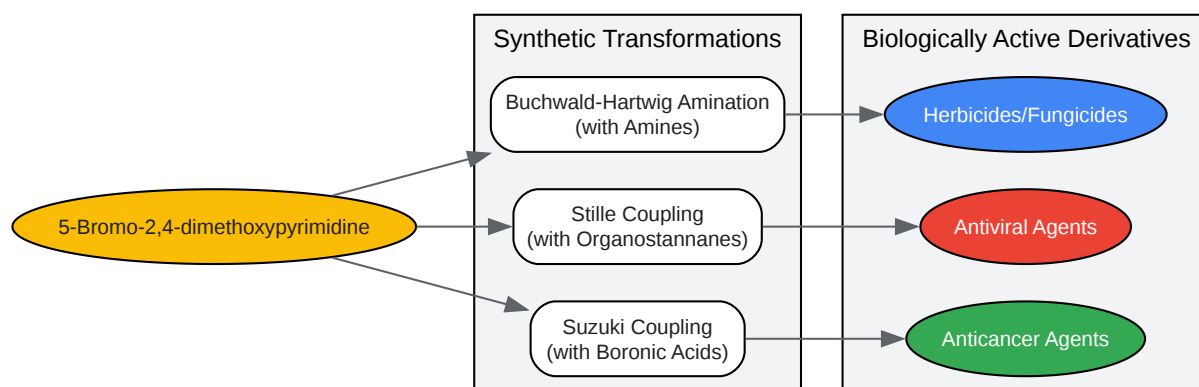 Synthetic Transformations
Biologically Active Derivatives
Buchwald-Hartwig Amination
(with Amines)
Herbicides/Fungicides
5-Bromo-2,4-dimethoxypyrimidine
Stille Coupling
(with Organostannanes)
Antiviral Agents
Suzuki Coupling
(with Boronic Acids)
Anticancer Agents